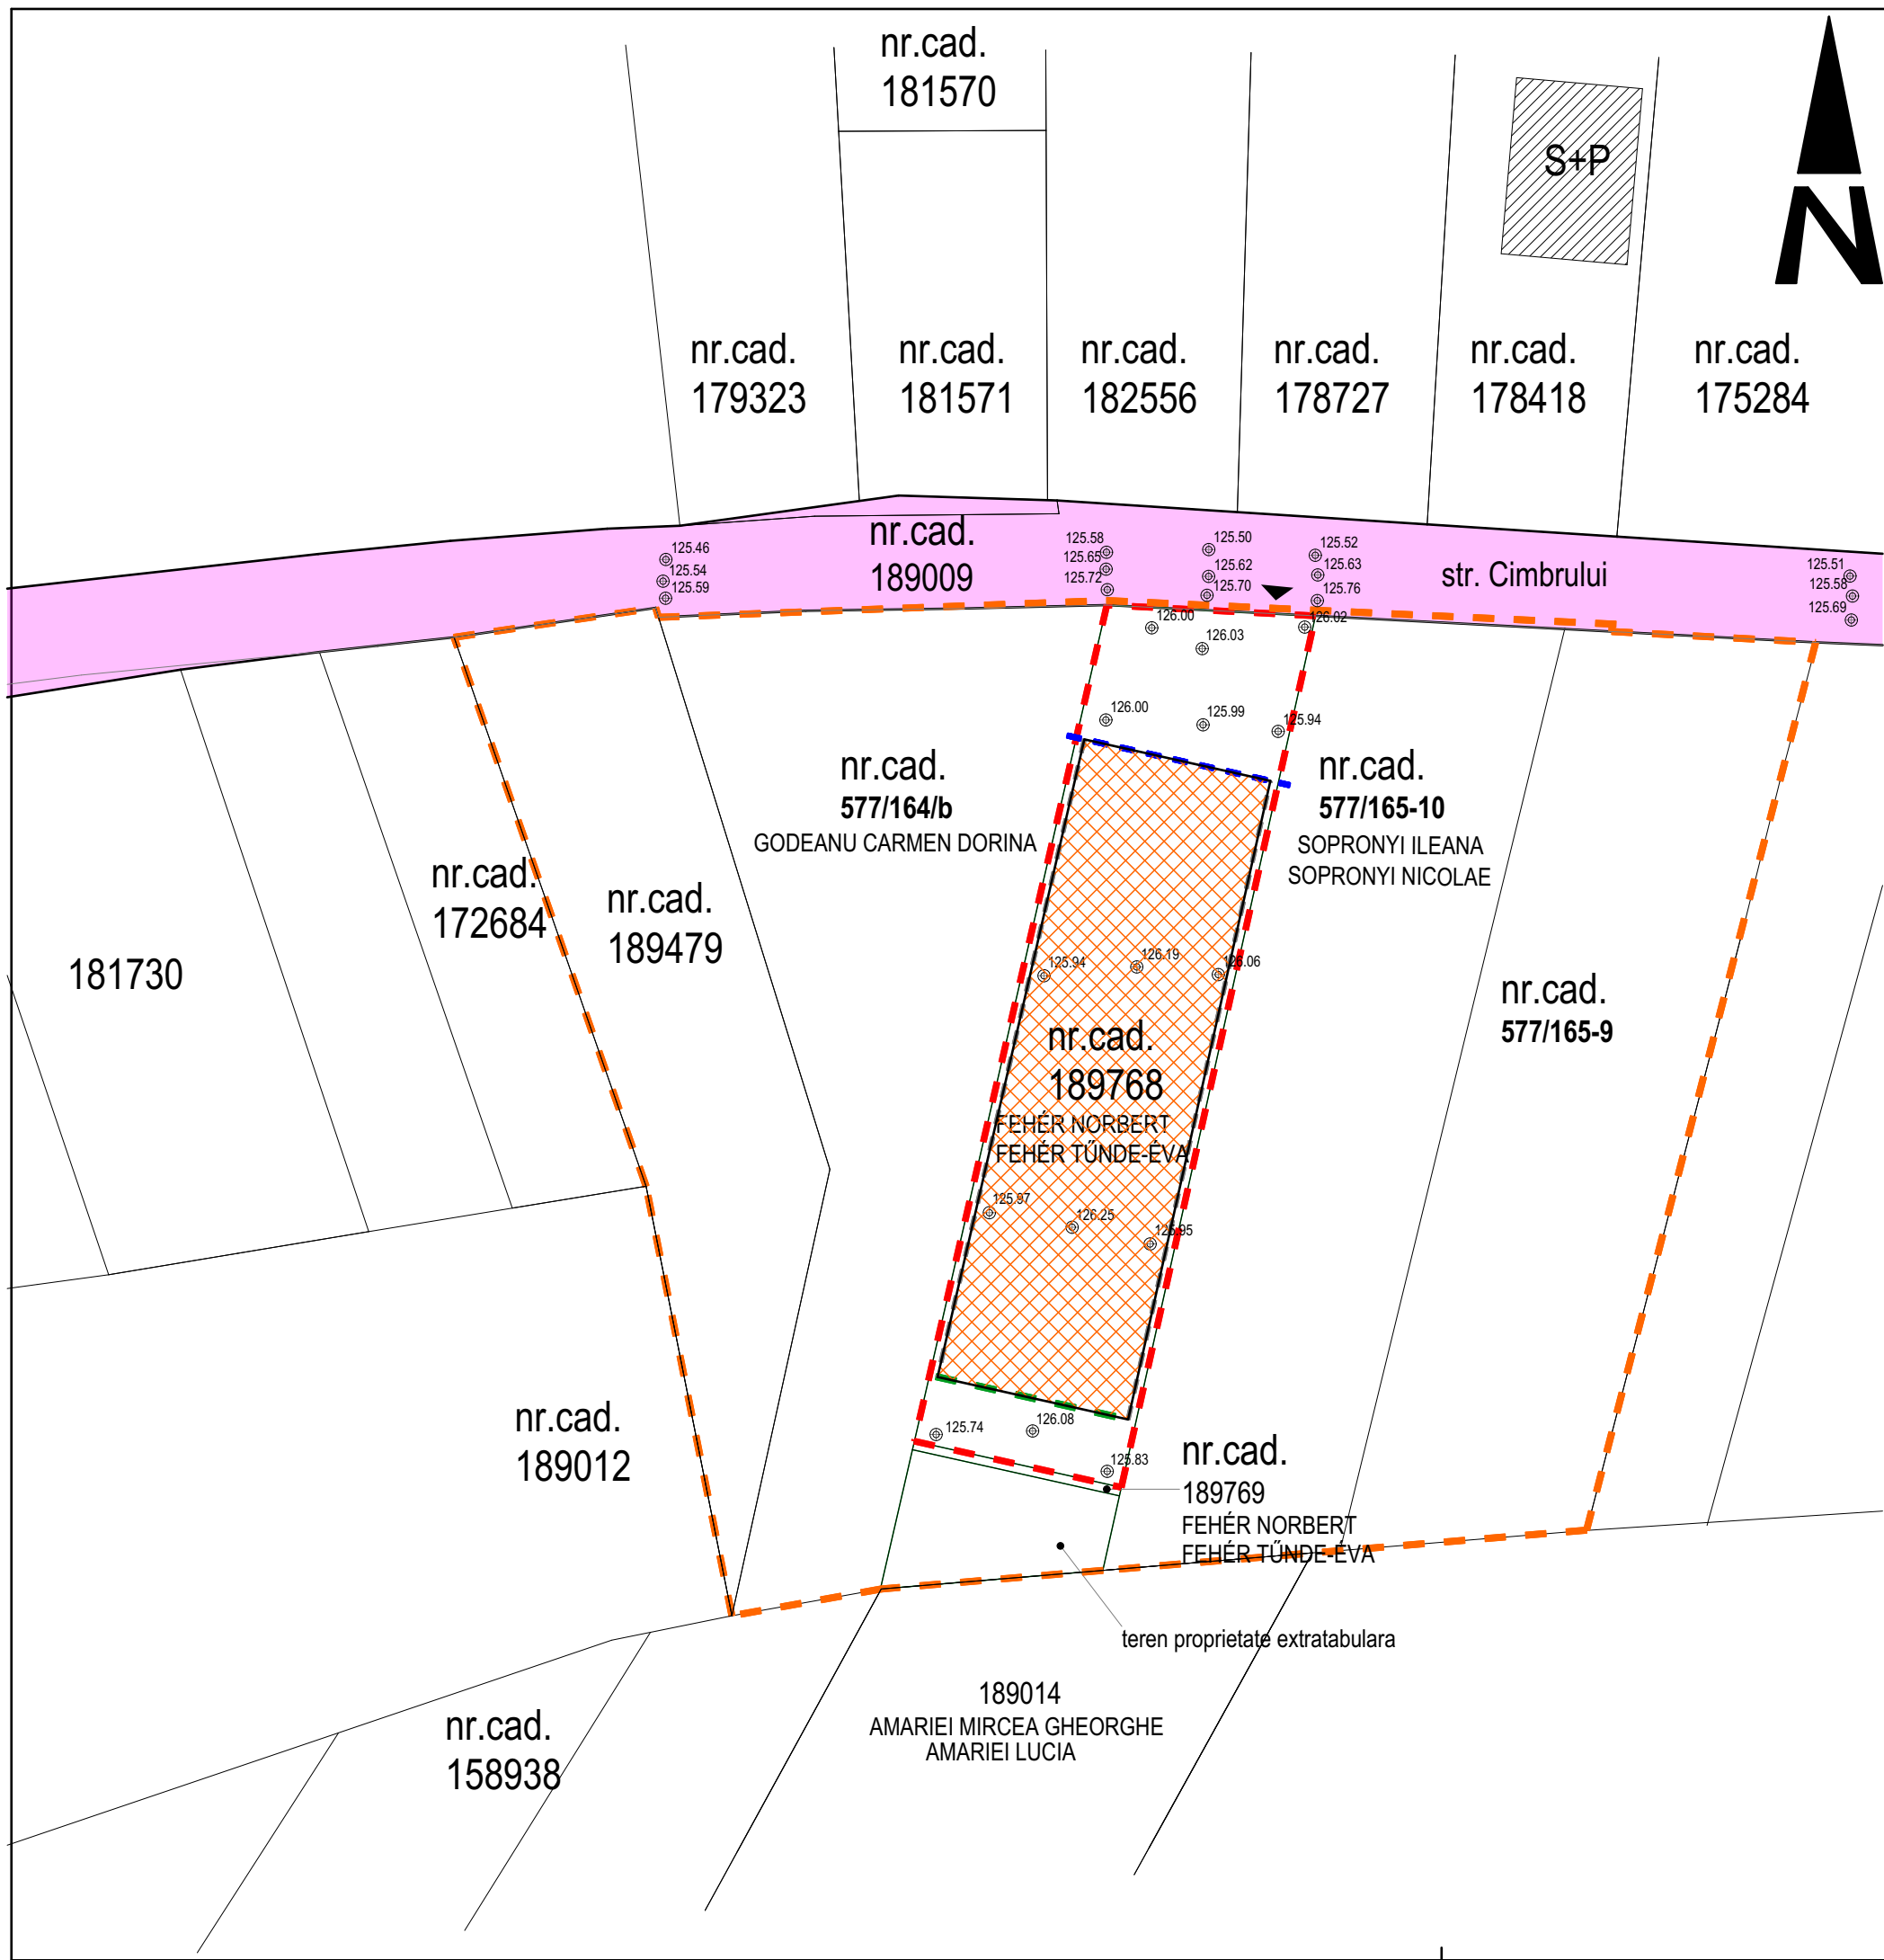 nr.cad.
181570
S+P
N
nr.cad.
179323
nr.cad.
181571
nr.cad.
182556
nr.cad.
178727
nr.cad.
178418
nr.cad.
175284
nr.cad.
189009
str. Cimbrului
125.46
125.54
125.59
125.58
125.65
125.72
125.50
125.62
125.70
125.52
125.63
125.76
125.51
125.58
125.69
126.00
126.03
126.02
126.00
125.99
125.94
nr.cad.
577/164/b
GODEANU CARMEN DORINA
nr.cad.
577/165-10
SOPRONYI ILEANA
SOPRONYI NICOLAE
nr.cad.
172684
nr.cad.
189479
181730
125.94
126.19
126.06
nr.cad.
577/165-9
nr.cad.
189768
FEHÉR NORBERT
FEHÉR TŰNDE-ÉVA
125.97
126.25
125.95
nr.cad.
189012
125.74
126.08
125.83
nr.cad.
189769
FEHÉR NORBERT
FEHÉR TŰNDE-ÉVA
teren proprietate extratabulara
189014
AMARIEI MIRCEA GHEORGHE
AMARIEI LUCIA
nr.cad.
158938